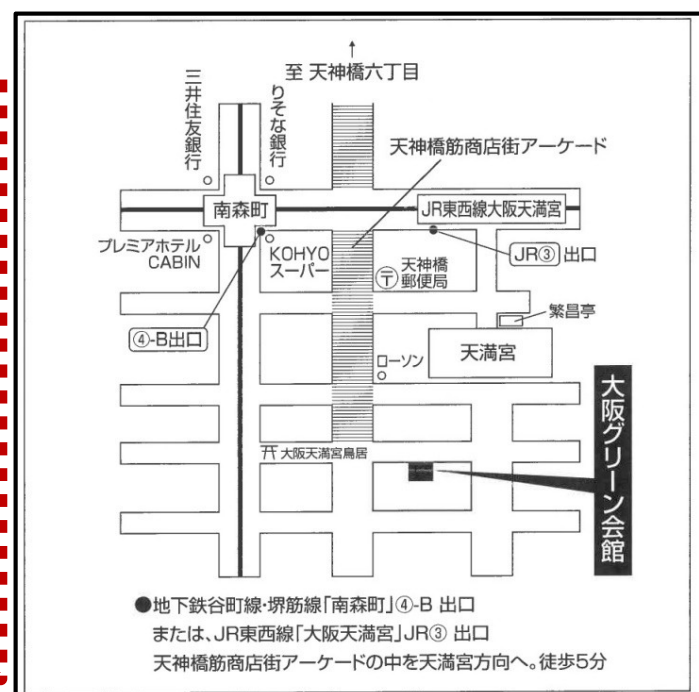 至 天神橋六丁目
三井住友銀行
りそな銀行
天神橋筋商店街アーケード
南森町
JR東西線大阪天満宮
プレミアホテル
CABIN
KOHYO
スーパー
〒
天神橋
郵便局
JR③ 出口
④-B出口
繁昌亭
天満宮
ローソン
大阪グリーン会館
大阪天満宮鳥居
●地下鉄谷町線・堺筋線「南森町」④-B 出口
または、JR東西線「大阪天満宮」JR③ 出口
天神橋筋商店街アーケードの中を天満宮方向へ。徒歩5分